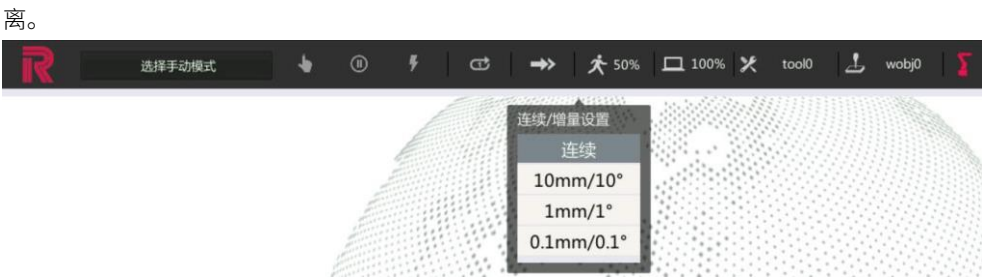 离。
选择手动模式 50% 100% tool0 wobj0
连续/增量设置
连续
10mm/10°
1mm/1°
0.1mm/0.1°